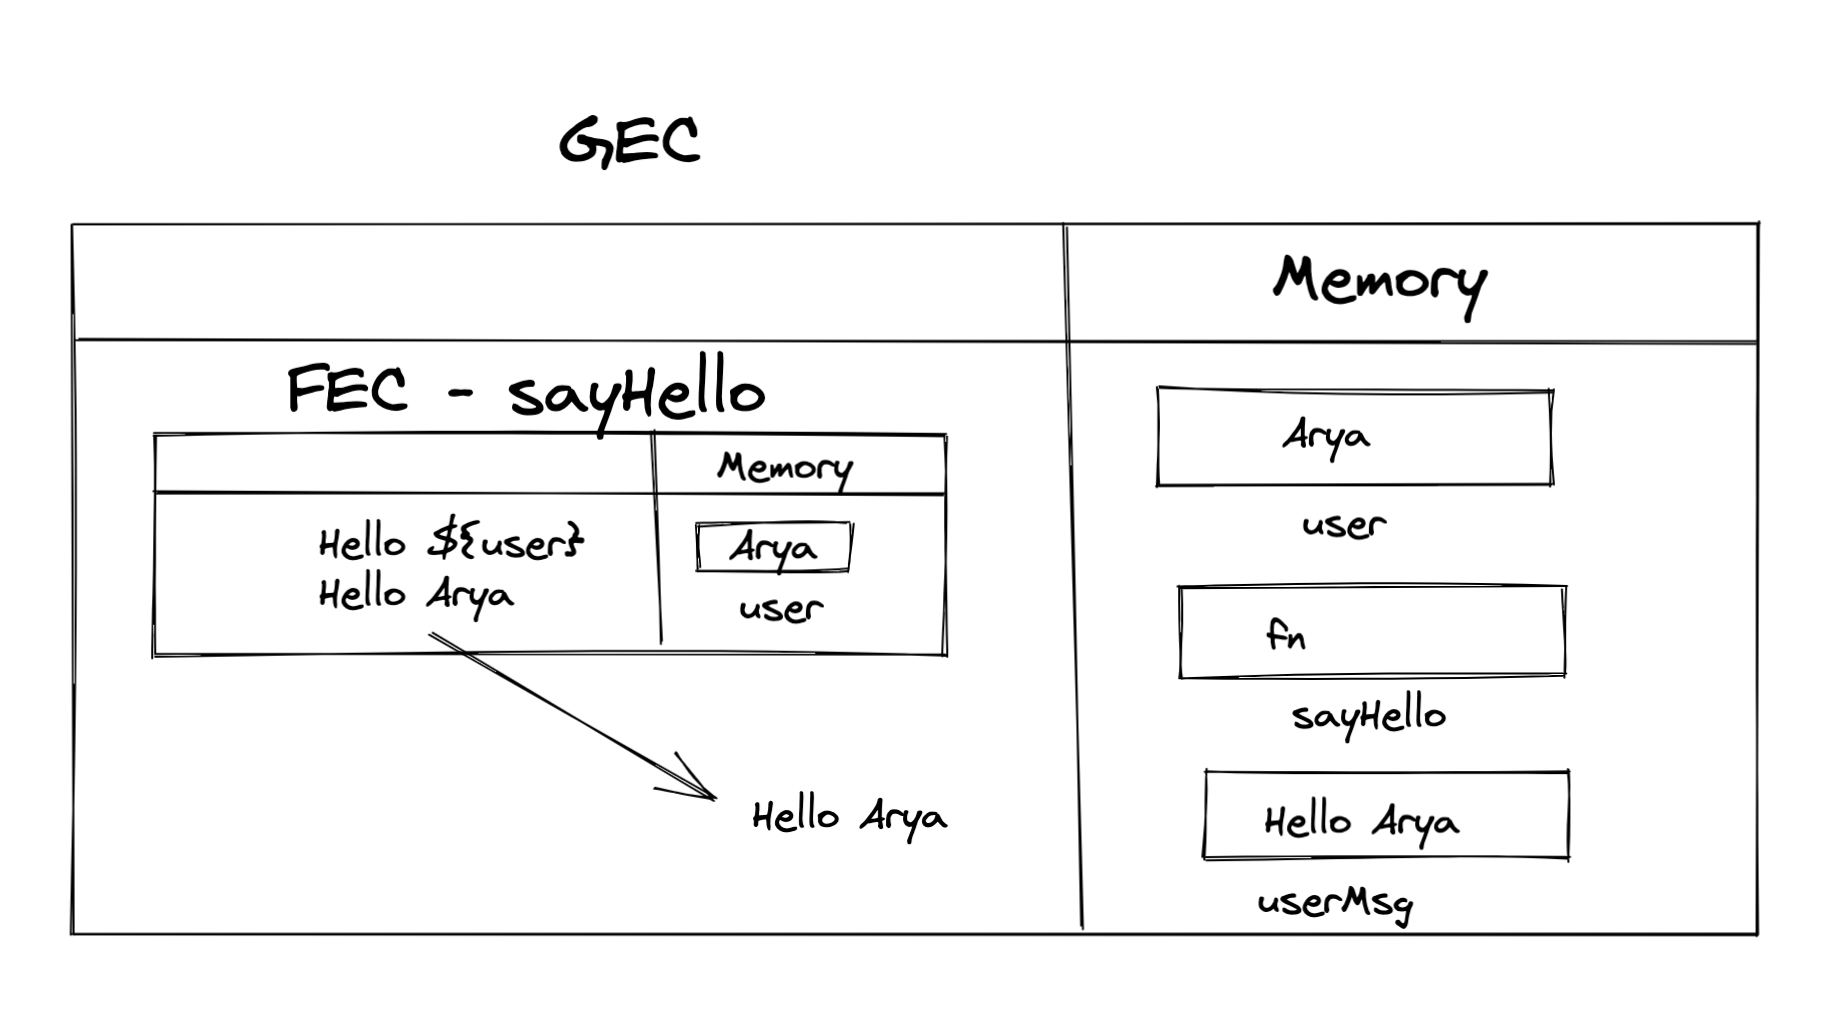 GEC
Memory
FEC - sayHello
Memory
Hello ${user}
Hello Arya
Arya
user
Hello Arya
Arya
user
fn
sayHello
Hello Arya
userMsg